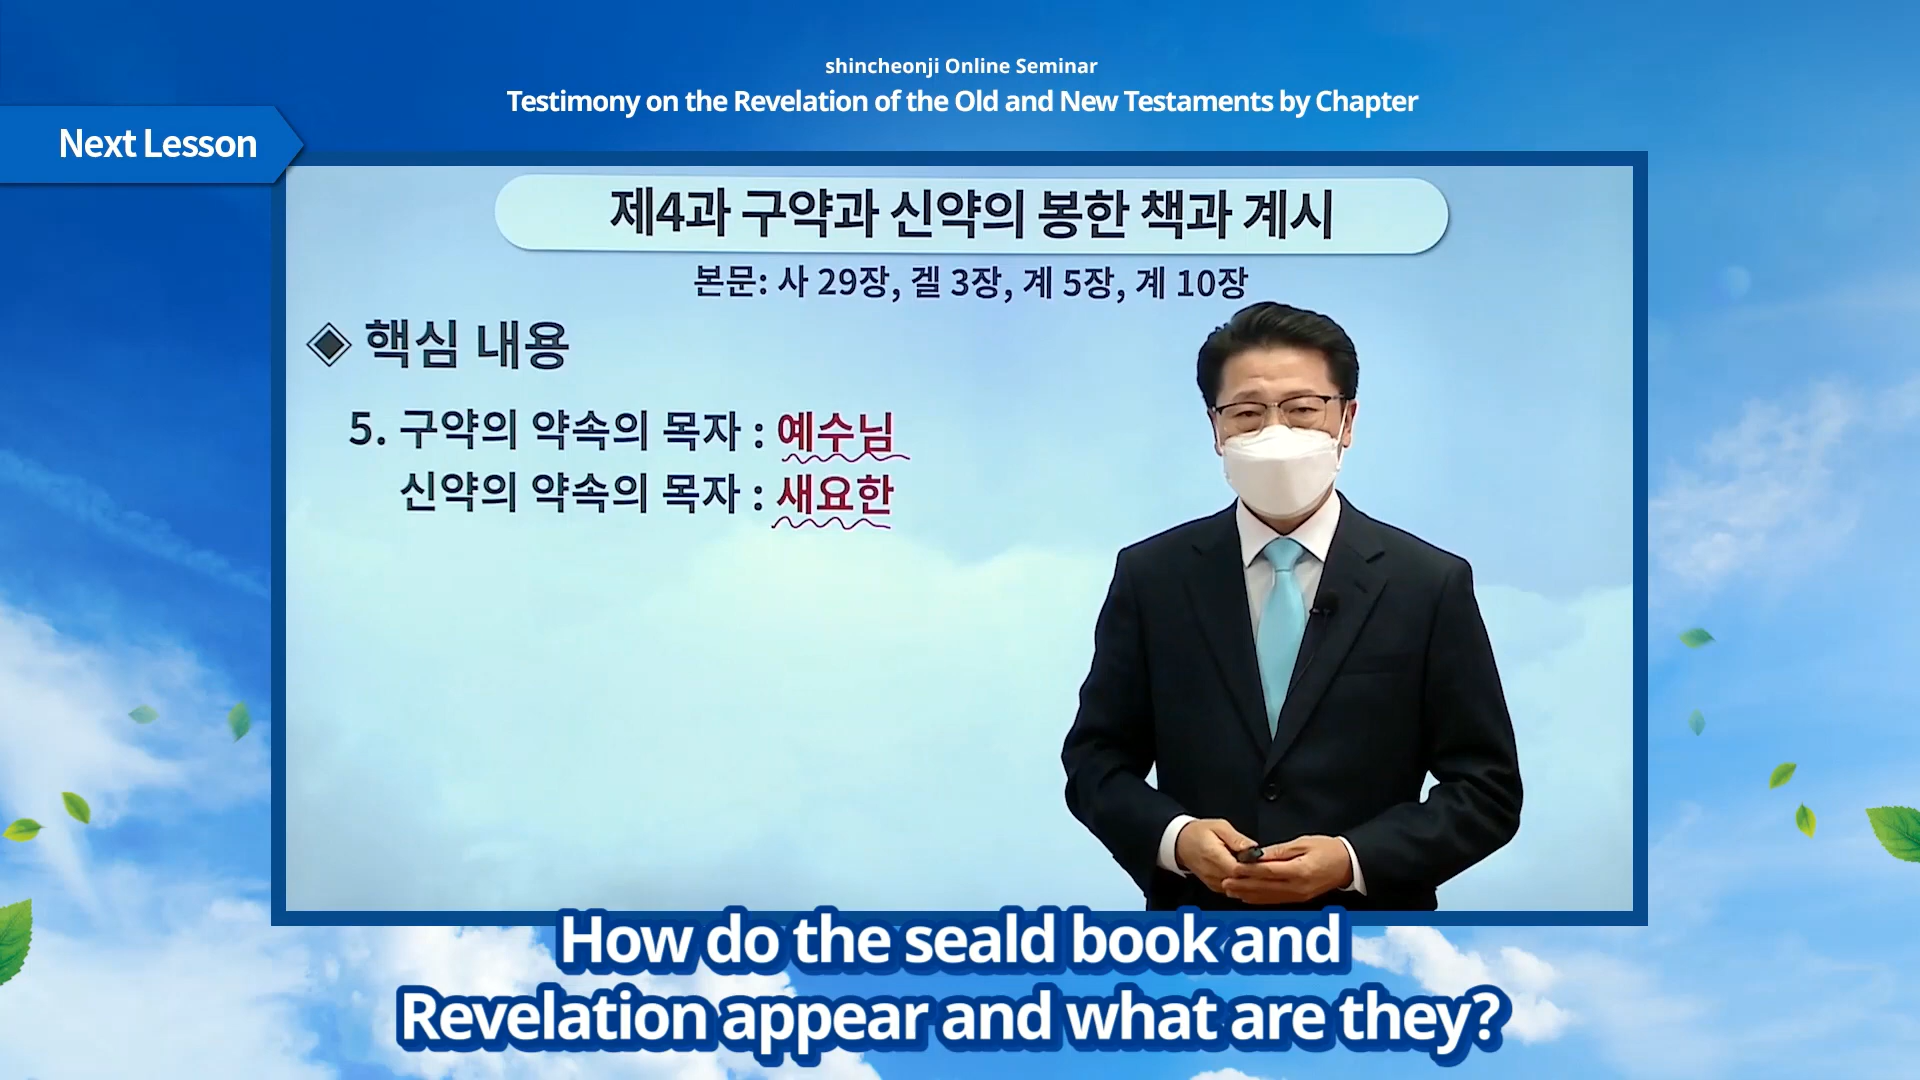 shincheonji Online Seminar
Testimony on the Revelation of the Old and New Testaments by Chapter
Next Lesson
제4과 구약과 신약의 봉한 책과 계시
본문: 사 29장, 겔 3장, 계 5장, 계 10장
◈ 핵심 내용
5. 구약의 약속의 목자 : 예수님
신약의 약속의 목자 : 새요한
How do the seald book and
Revelation appear and what are they?